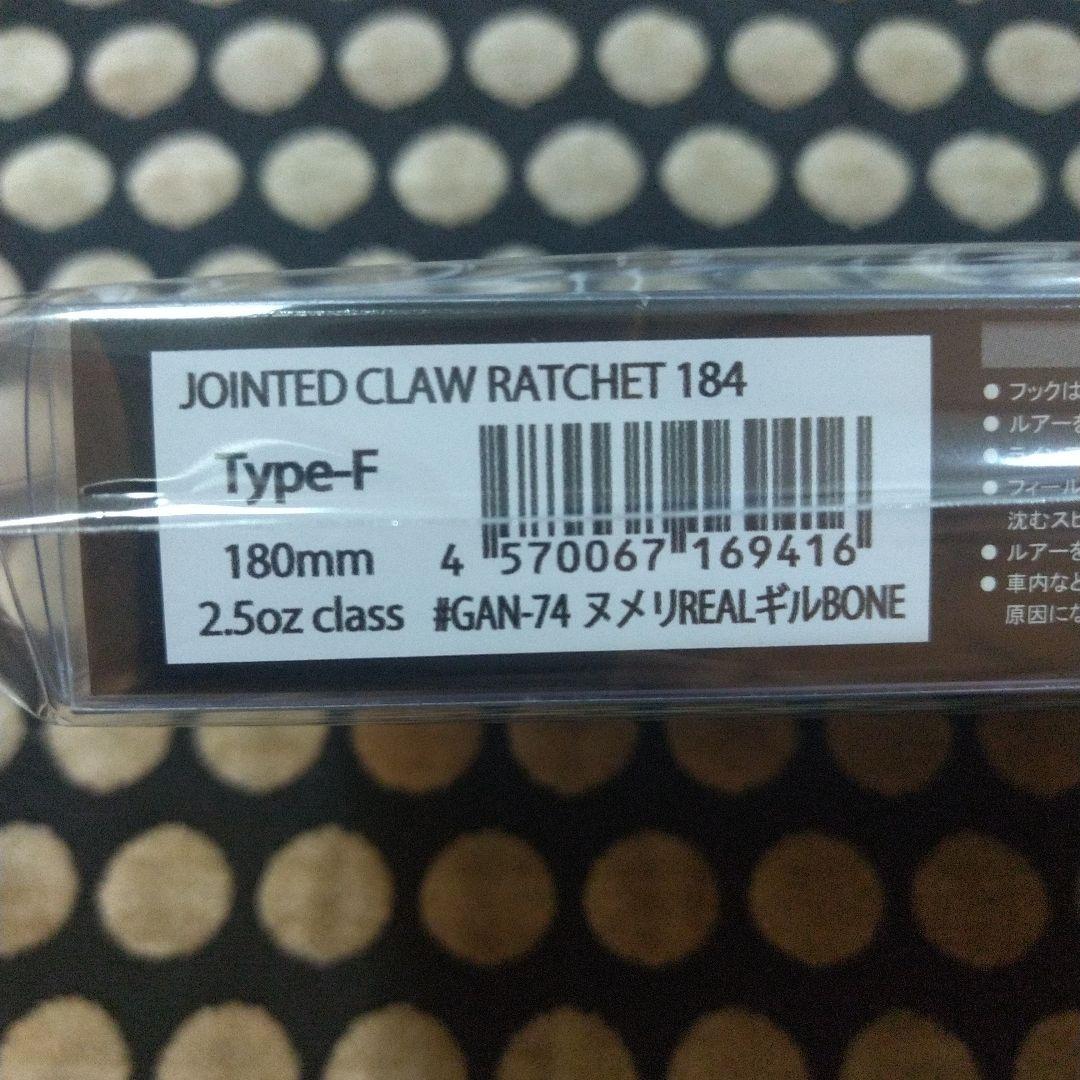 JOINTED CLAW RATCHET 184
Type-F
180mm
2.5oz class
4 570067 169416
#GAN-74 ヌメリREALギルBONE
● フックは
● ルアーを
● フィール
沈むスピ
● ルアーを
● 車内など
原因にな